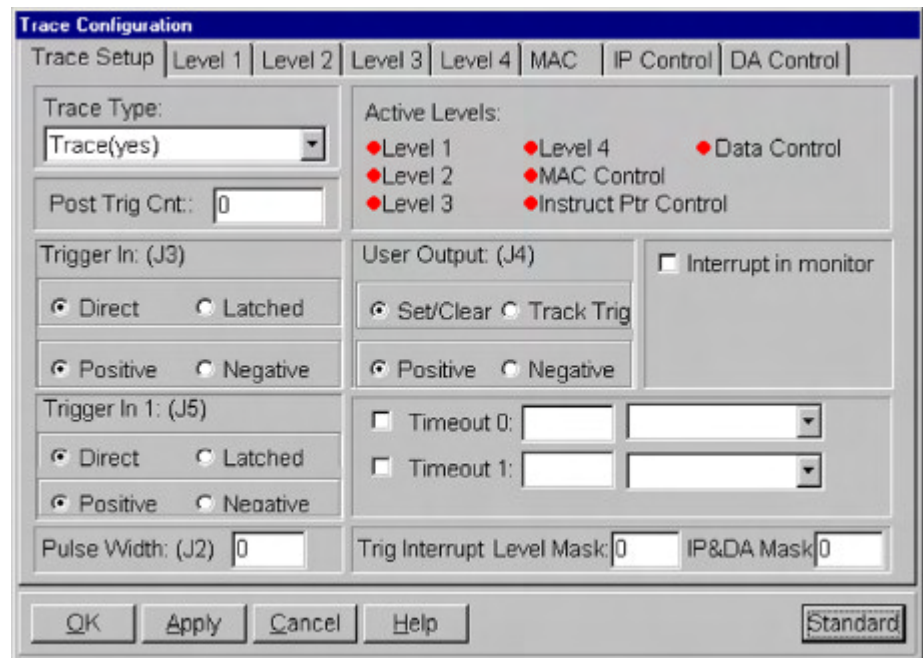 Trace Configuration
Trace Setup Level 1 Level 2 Level 3 Level 4 MAC IP Control DA Control
Trace Type:
Trace(yes)
Post Trig Cnt:: 0
Active Levels:
Level 1 Level 4 Data Control
Level 2 MAC Control
Level 3 Instruct Ptr Control
Trigger In: (J3)
Direct Latched
Positive Negative
User Output: (J4)
Set/Clear Track Trig
Positive Negative
Interrupt in monitor
Trigger In 1: (J5)
Direct Latched
Positive Negative
Timeout 0:
Timeout 1:
Pulse Width: (J2) 0
Trig Interrupt Level Mask: 0 IP&DA Mask 0
OK Apply Cancel Help Standard